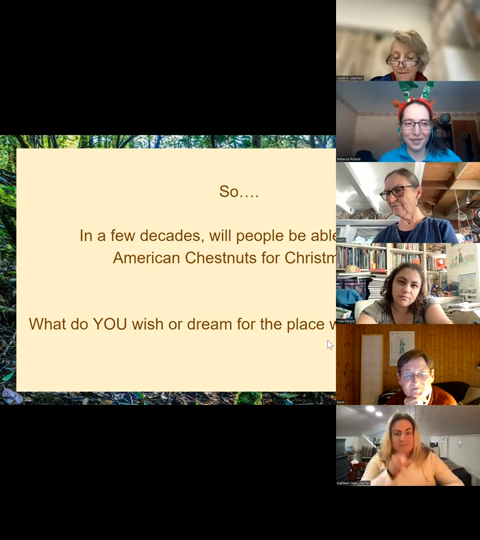 So....
In a few decades, will people be able
American Chestnuts for Christm
What do YOU wish or dream for the place w